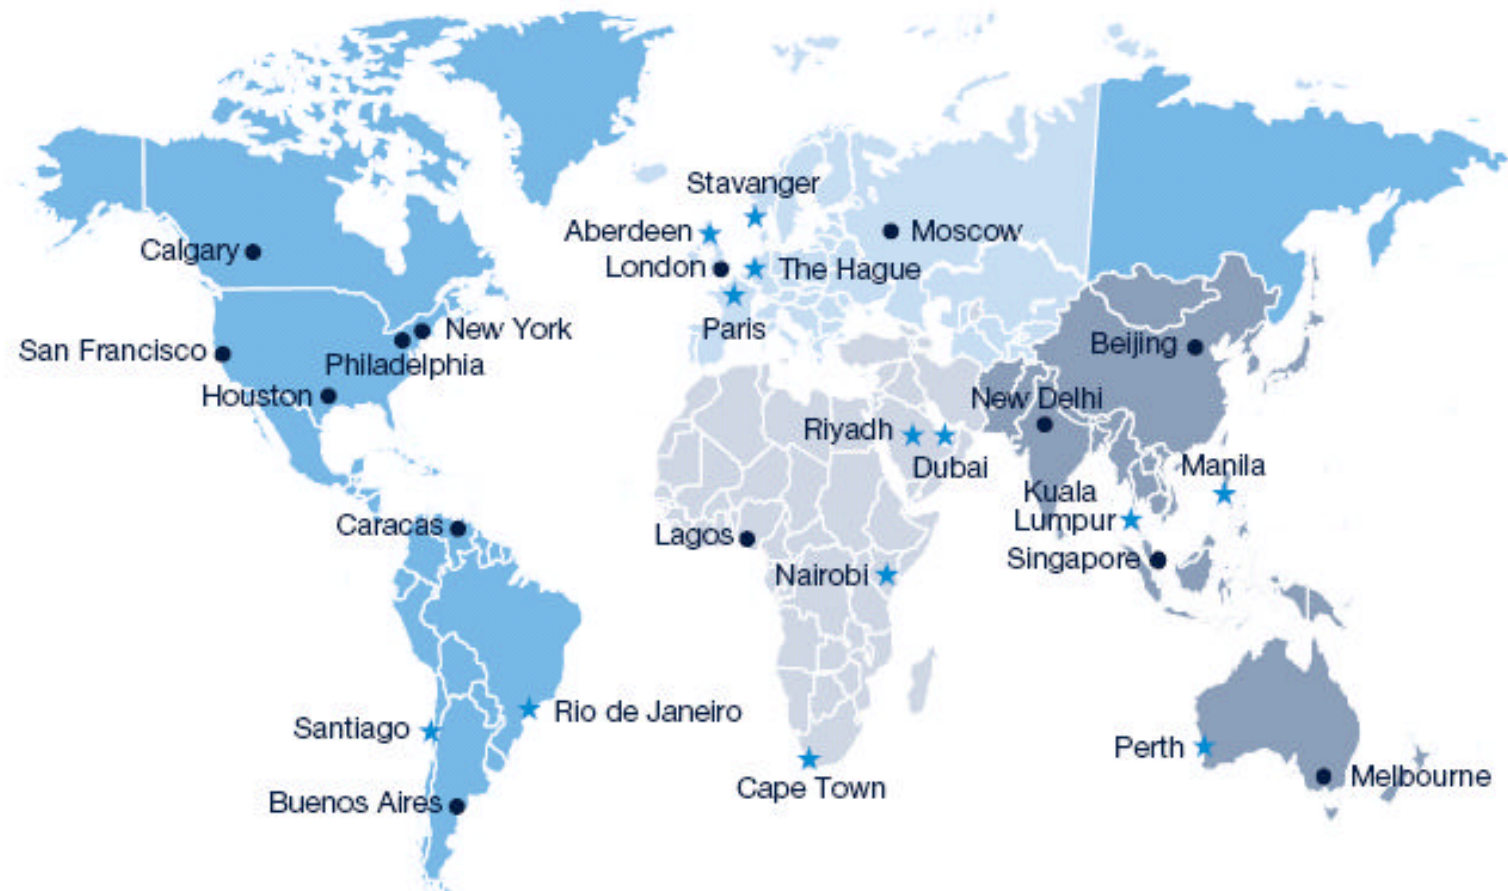 Stavanger
Aberdeen
Moscow
Calgary
London
The Hague
Paris
New York
San Francisco
Philadelphia
Beijing
Houston
New Delhi
Riyadh
Dubai
Manila
Kuala
Lumpur
Caracas
Lagos
Singapore
Nairobi
Rio de Janeiro
Santiago
Perth
Melbourne
Cape Town
Buenos Aires